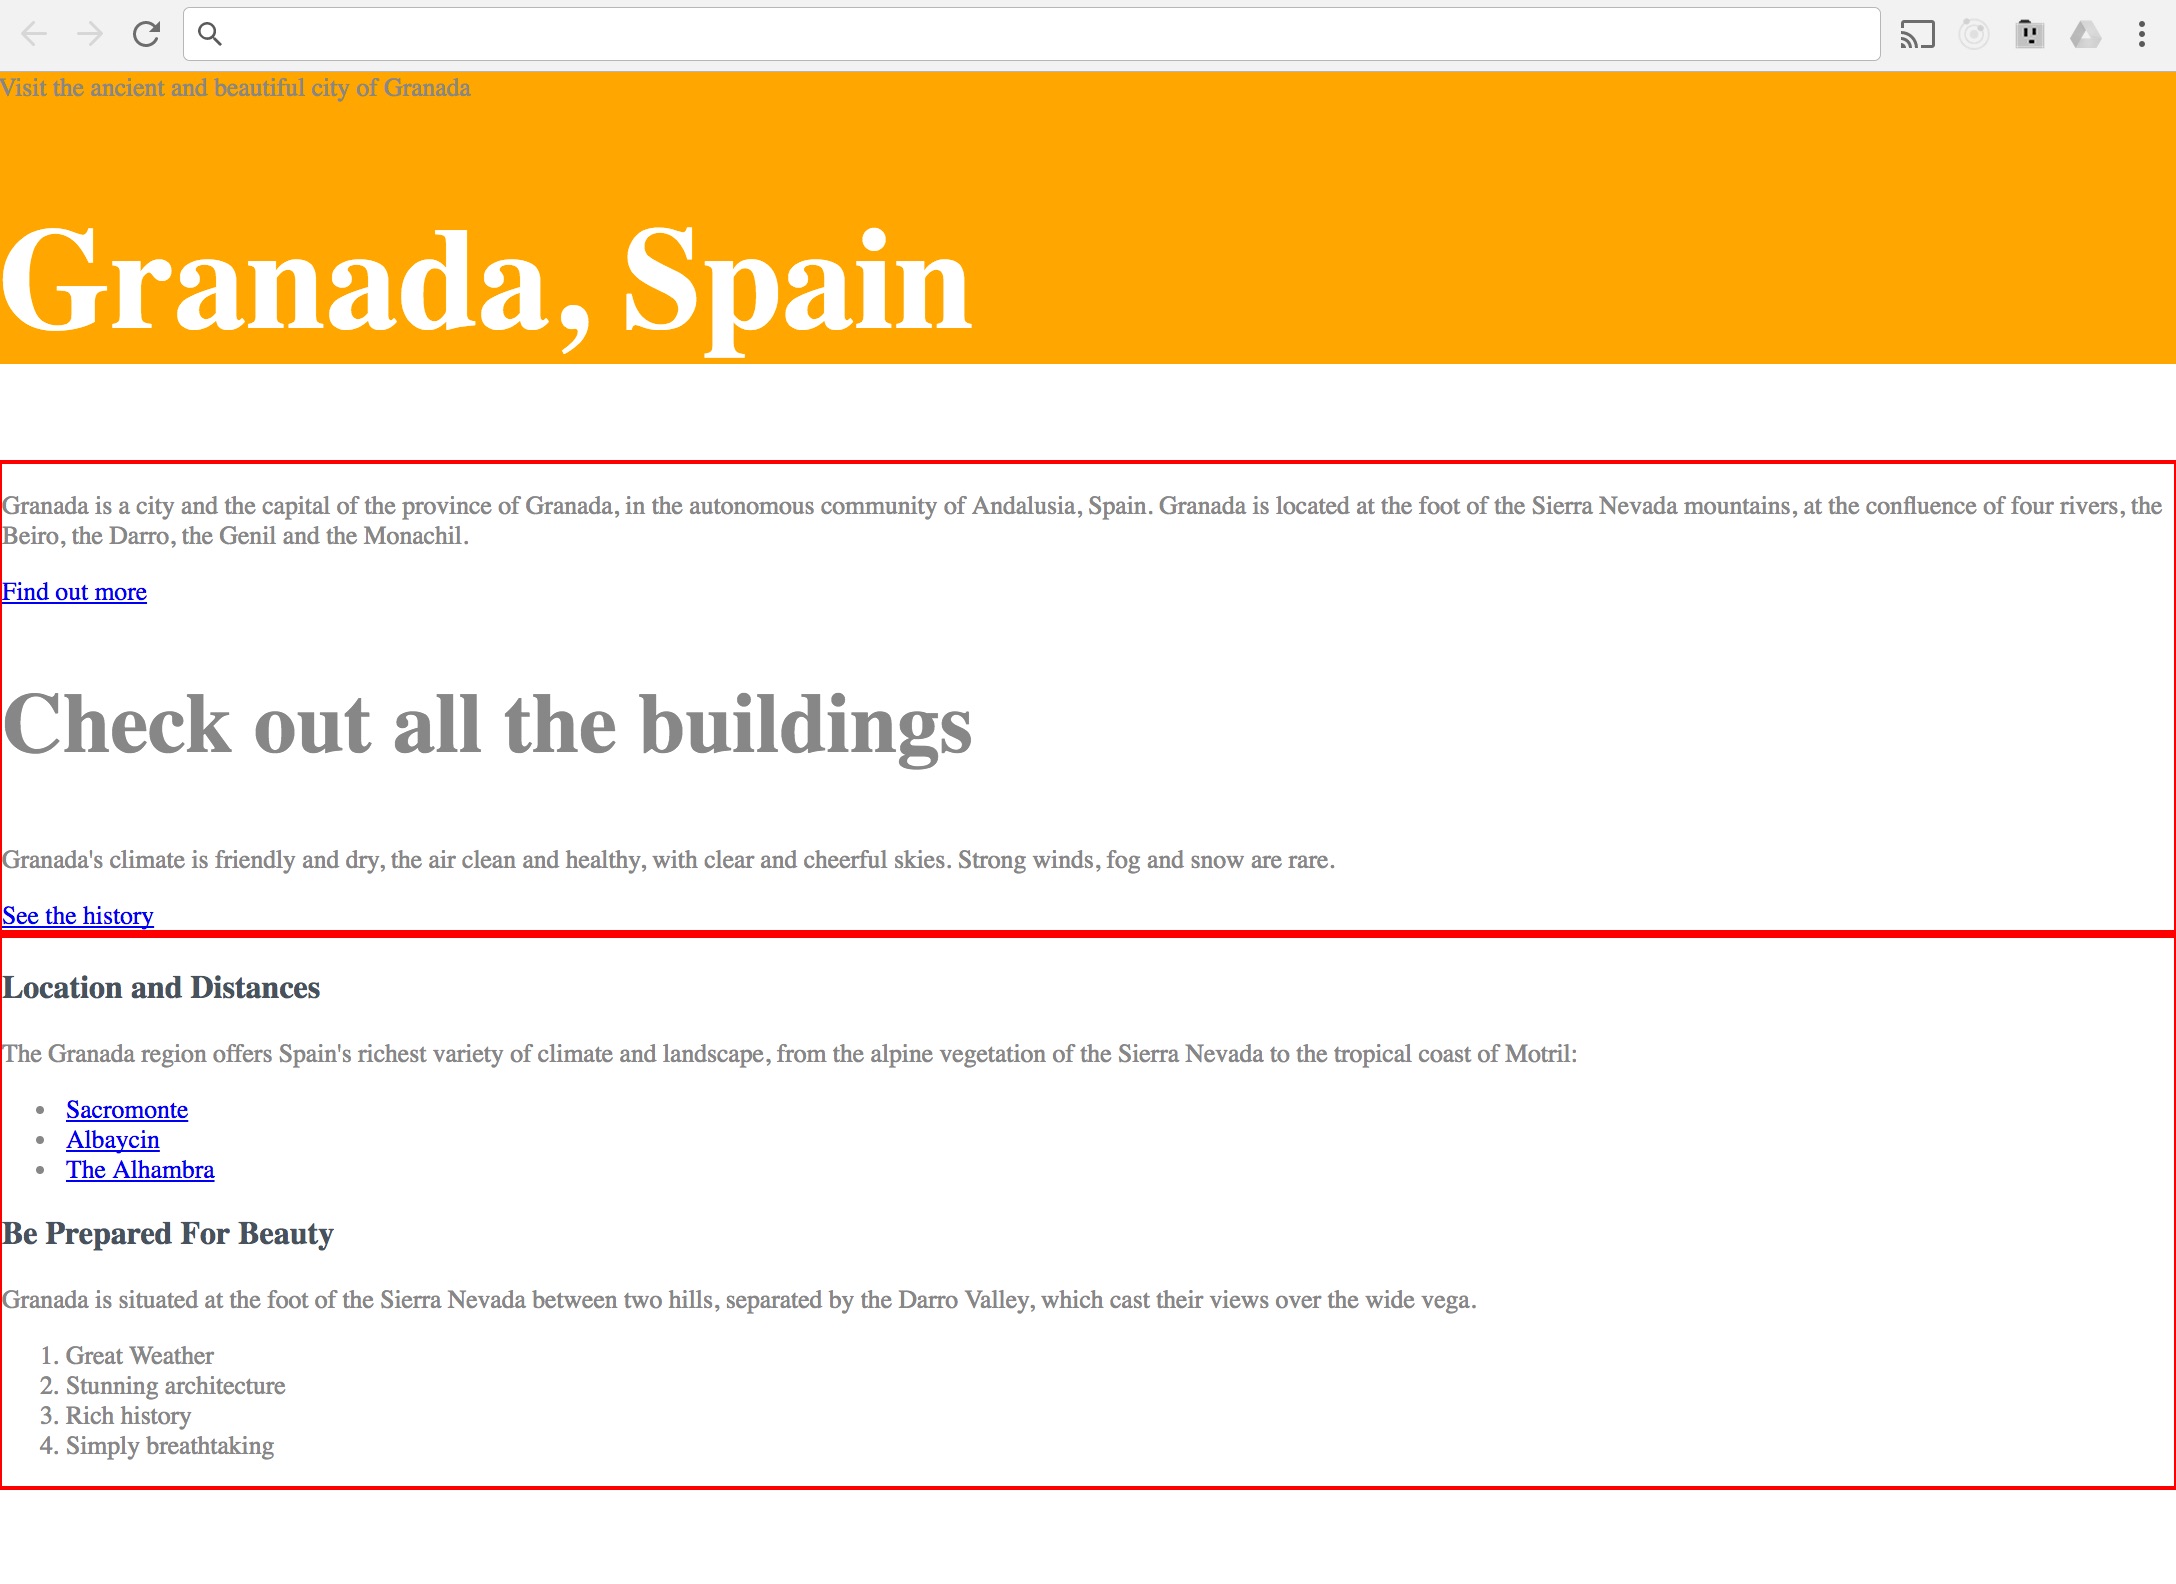 Visit the ancient and beautiful city of Granada
Granada, Spain
Granada is a city and the capital of the province of Granada, in the autonomous community of Andalusia, Spain. Granada is located at the foot of the Sierra Nevada mountains, at the confluence of four rivers, the
Beiro, the Darro, the Genil and the Monachil.
Find out more
Check out all the buildings
Granada's climate is friendly and dry, the air clean and healthy, with clear and cheerful skies. Strong winds, fog and snow are rare.
See the history
Location and Distances
The Granada region offers Spain's richest variety of climate and landscape, from the alpine vegetation of the Sierra Nevada to the tropical coast of Motril:
• Sacromonte
• Albaycin
• The Alhambra
Be Prepared For Beauty
Granada is situated at the foot of the Sierra Nevada between two hills, separated by the Darro Valley, which cast their views over the wide vega.
1. Great Weather
2. Stunning architecture
3. Rich history
4. Simply breathtaking